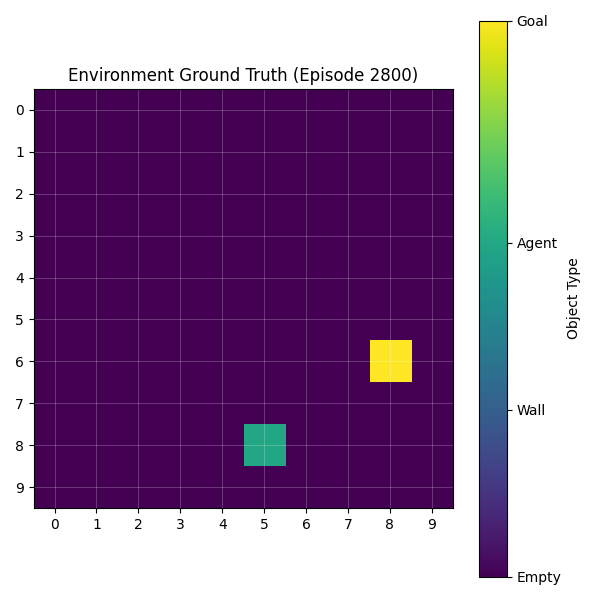 Environment Ground Truth (Episode 2800)
0
1
2
3
4
5
6
7
8
9
0 1 2 3 4 5 6 7 8 9
Goal
Agent
Wall
Empty
Object Type